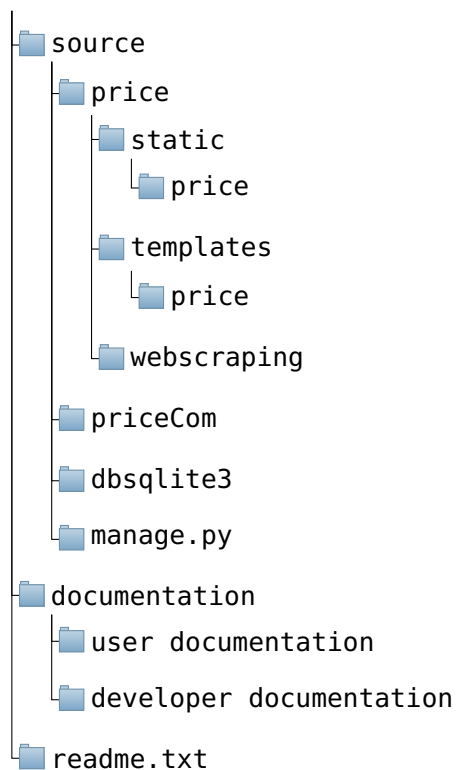 source
price
static
price
templates
price
webscraping
priceCom
dbsqlite3
manage.py
documentation
user documentation
developer documentation
readme.txt